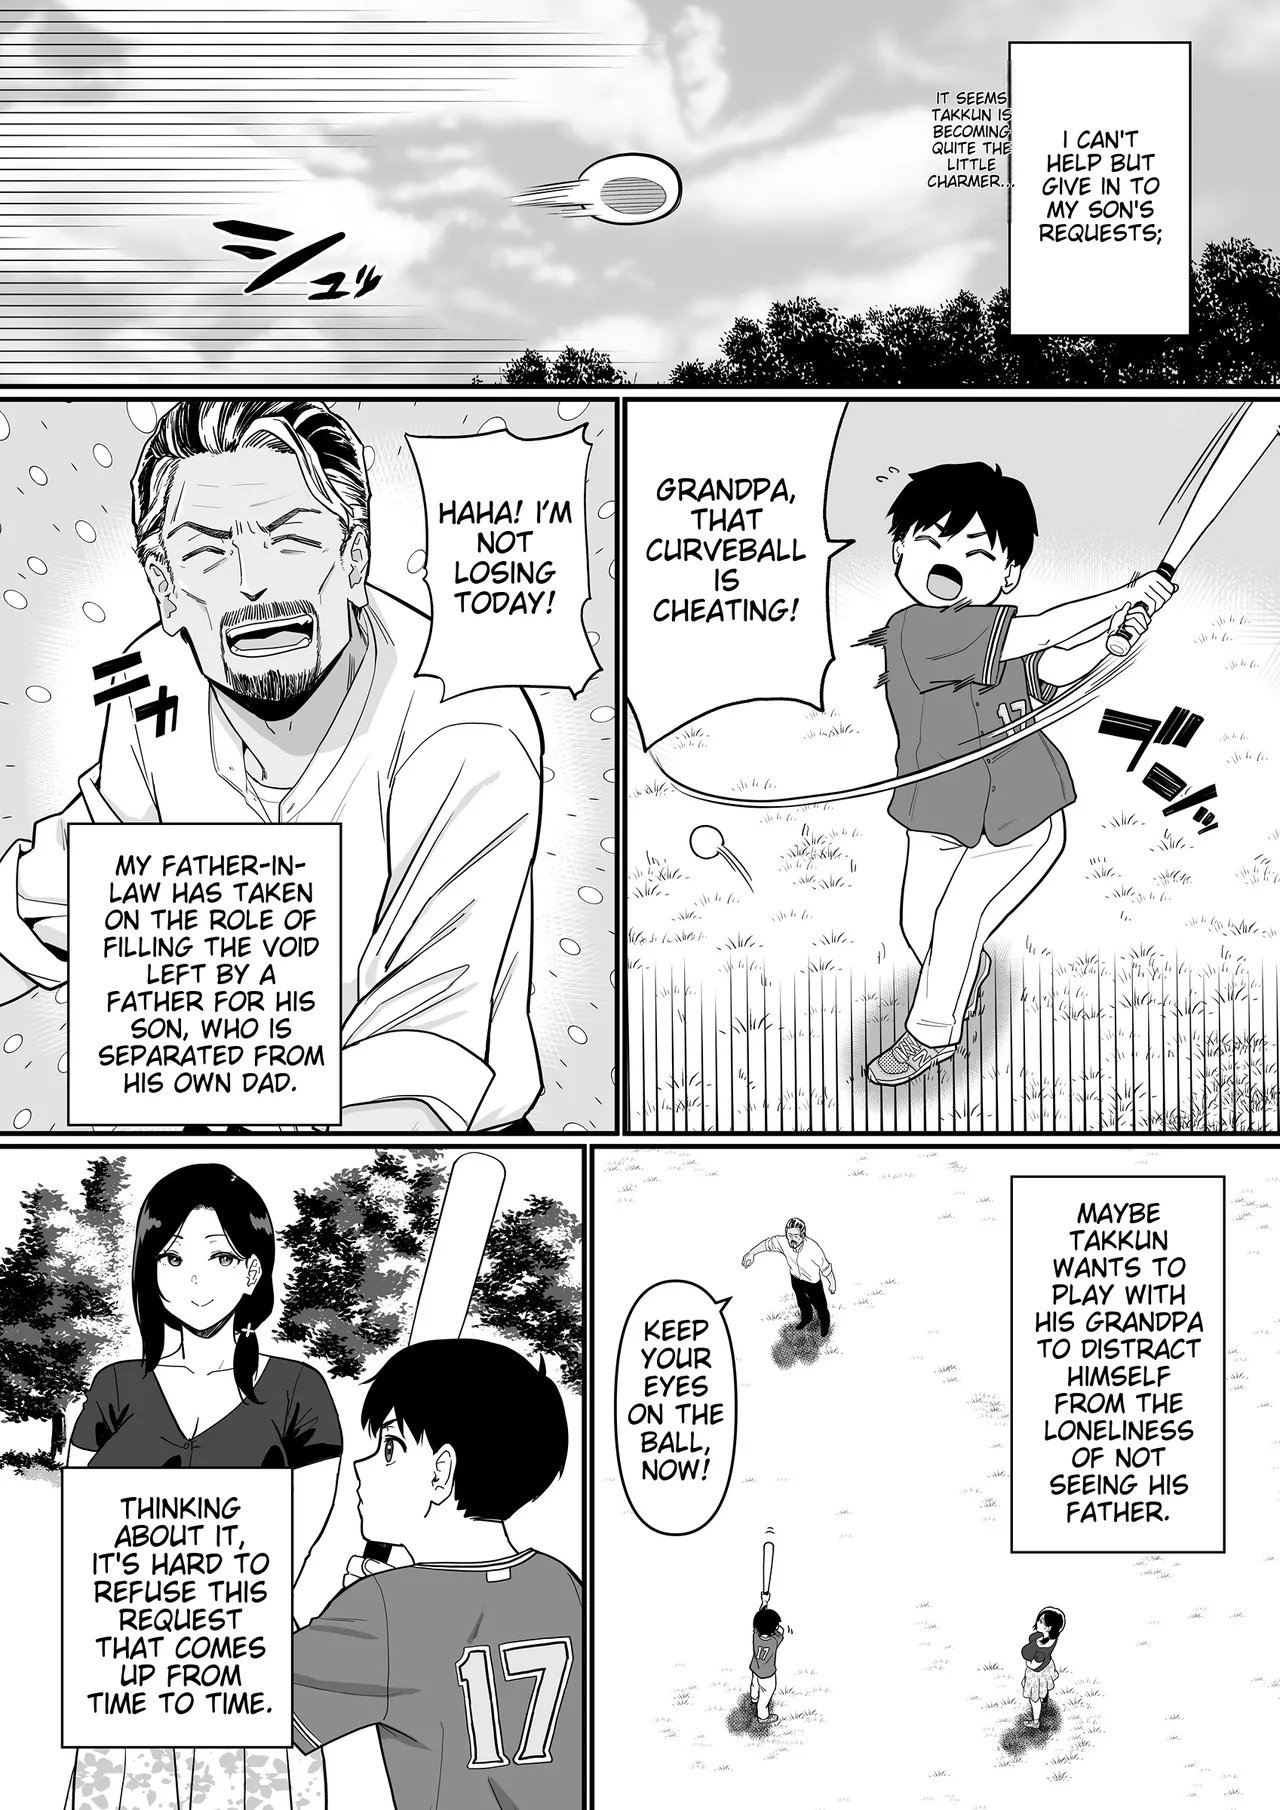 I CAN'T
HELP BUT
GIVE IN TO
MY SON'S
REQUESTS;
IT SEEMS
TAKKUN IS
BECOMING
QUITE THE
LITTLE
CHARMER...
シュッ
GRANDPA,
THAT
CURVEBALL
IS
CHEATING!
17
ブンッ
HAHA! I'M
NOT
LOSING
TODAY!
ニカ
MY FATHER-IN-
LAW HAS TAKEN
ON THE ROLE OF
FILLING THE VOID
LEFT BY A
FATHER FOR HIS
SON, WHO IS
SEPARATED FROM
HIS OWN DAD.
MAYBE
TAKKUN
WANTS TO
PLAY WITH
HIS GRANDPA
TO DISTRACT
HIMSELF
FROM THE
LONELINESS
OF NOT
SEEING HIS
FATHER.
KEEP
YOUR
EYES
ON THE
BALL,
NOW!
17
THINKING
ABOUT IT,
IT'S HARD TO
REFUSE THIS
REQUEST
THAT COMES
UP FROM
TIME TO TIME.
17